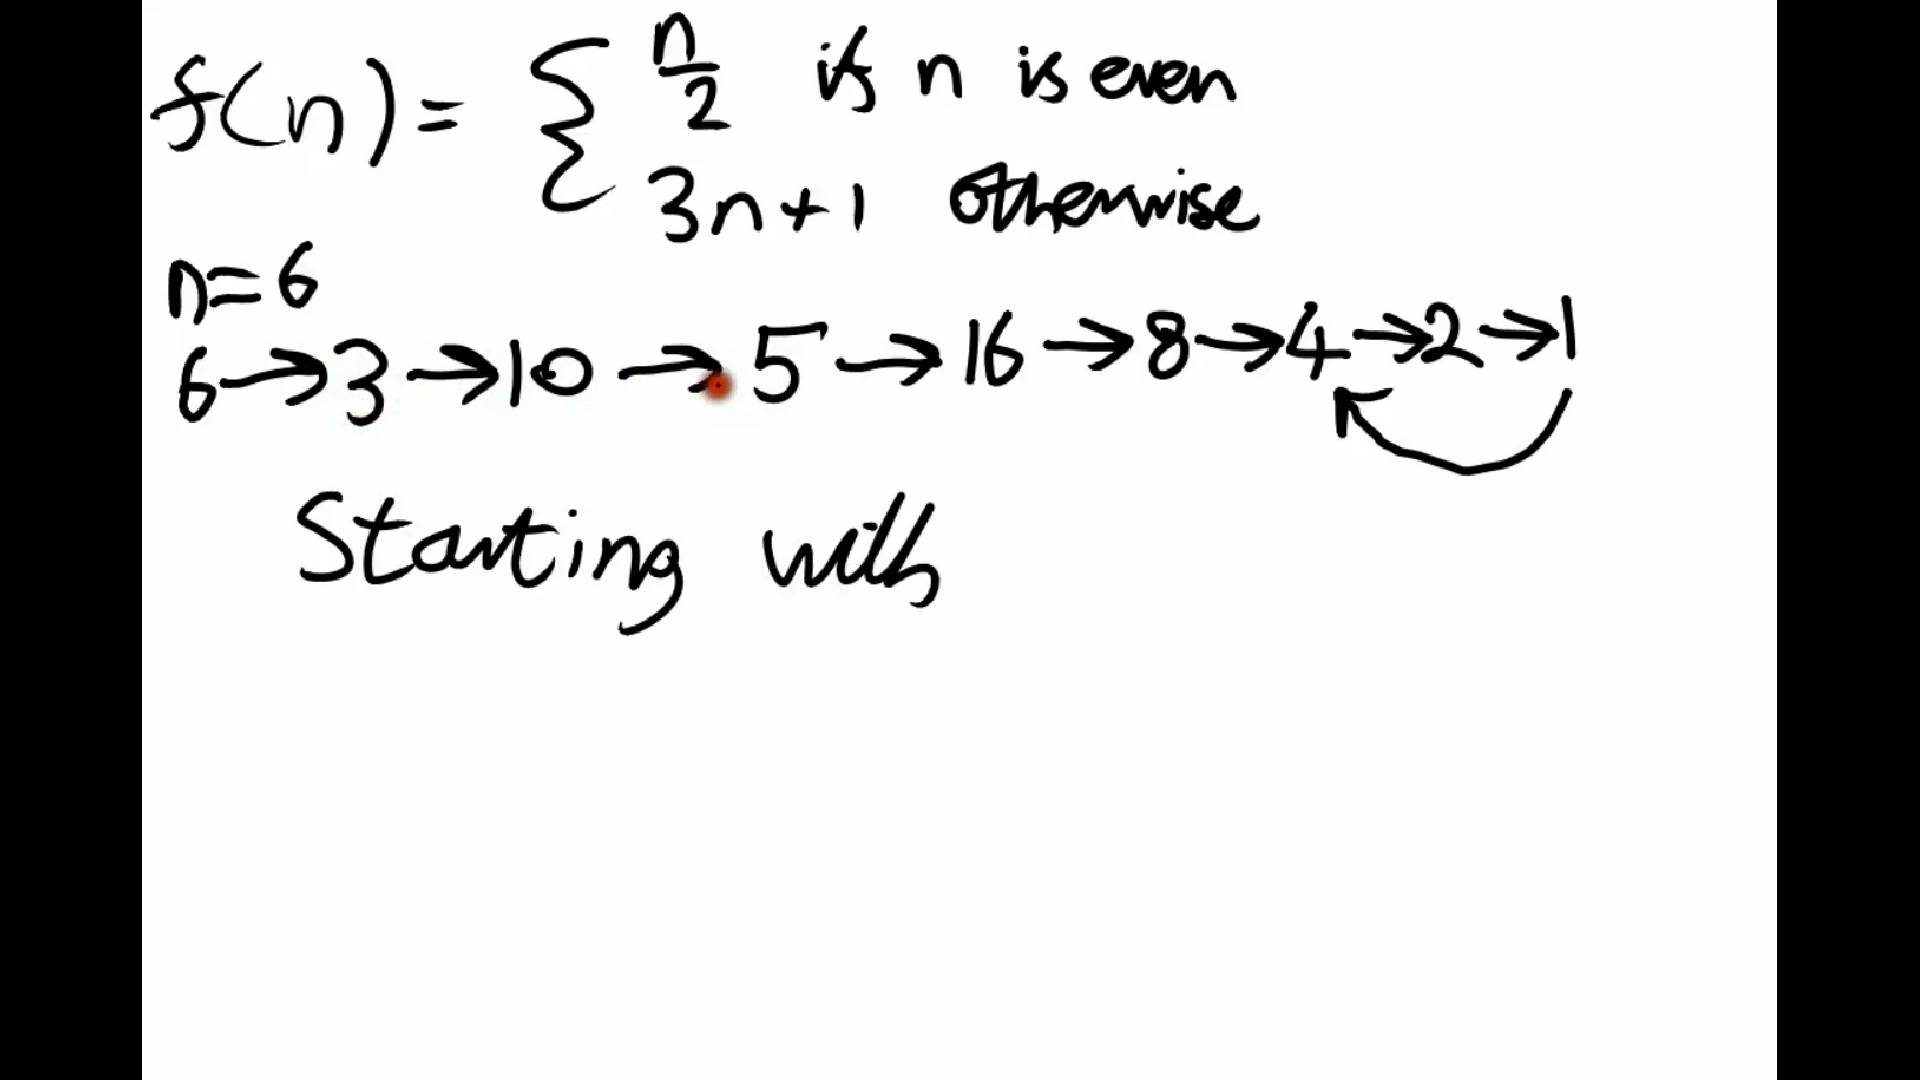 f(n) = { n/2 if n is even
3n+1 otherwise
n=6
6→3→10→5→16→8→4→2→1
Starting with